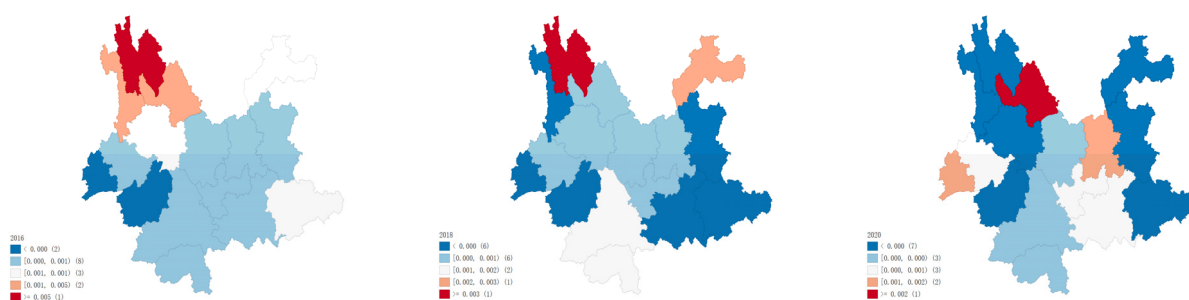 2016
< 0.000 (2)
[0.000, 0.001) (8)
[0.001, 0.001) (3)
[0.001, 0.005) (2)
>= 0.005 (1)
2018
< 0.000 (6)
[0.000, 0.001) (6)
[0.001, 0.002) (2)
[0.002, 0.003) (1)
>= 0.003 (1)
2020
< 0.000 (7)
[0.000, 0.000) (3)
[0.000, 0.001) (3)
[0.001, 0.002) (2)
>= 0.002 (1)